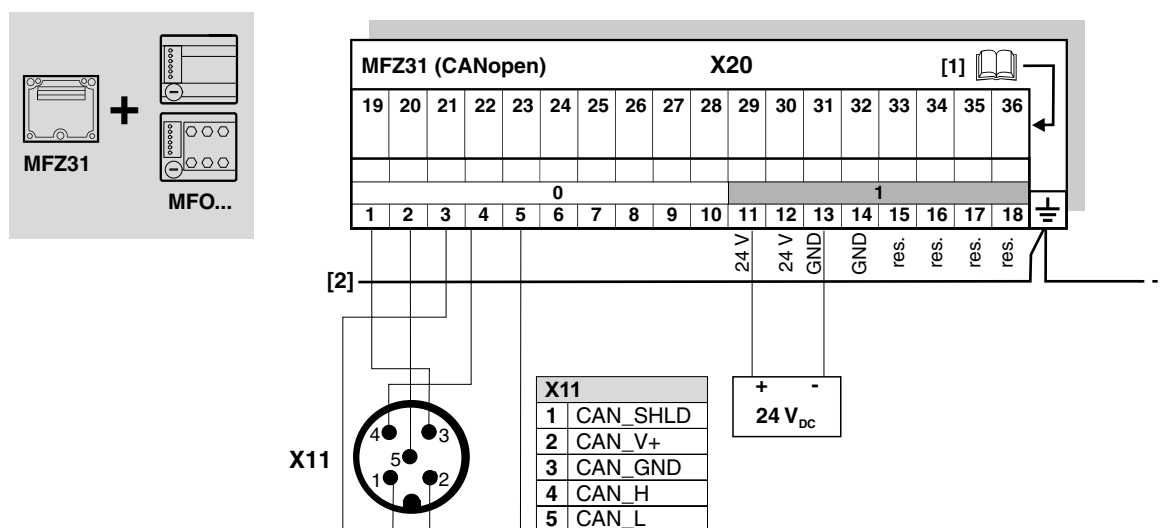 MFZ31
+
MFO...
MFZ31 (CANopen) X20 [1]
19 20 21 22 23 24 25 26 27 28 29 30 31 32 33 34 35 36
0 1
1 2 3 4 5 6 7 8 9 10 11 12 13 14 15 16 17 18
24 V 24 V GND GND res. res. res. res.
[2]
+ -
24 VDC
X11
4 3
5
1 2
X11
1 CAN_SHLD
2 CAN_V+
3 CAN_GND
4 CAN_H
5 CAN_L